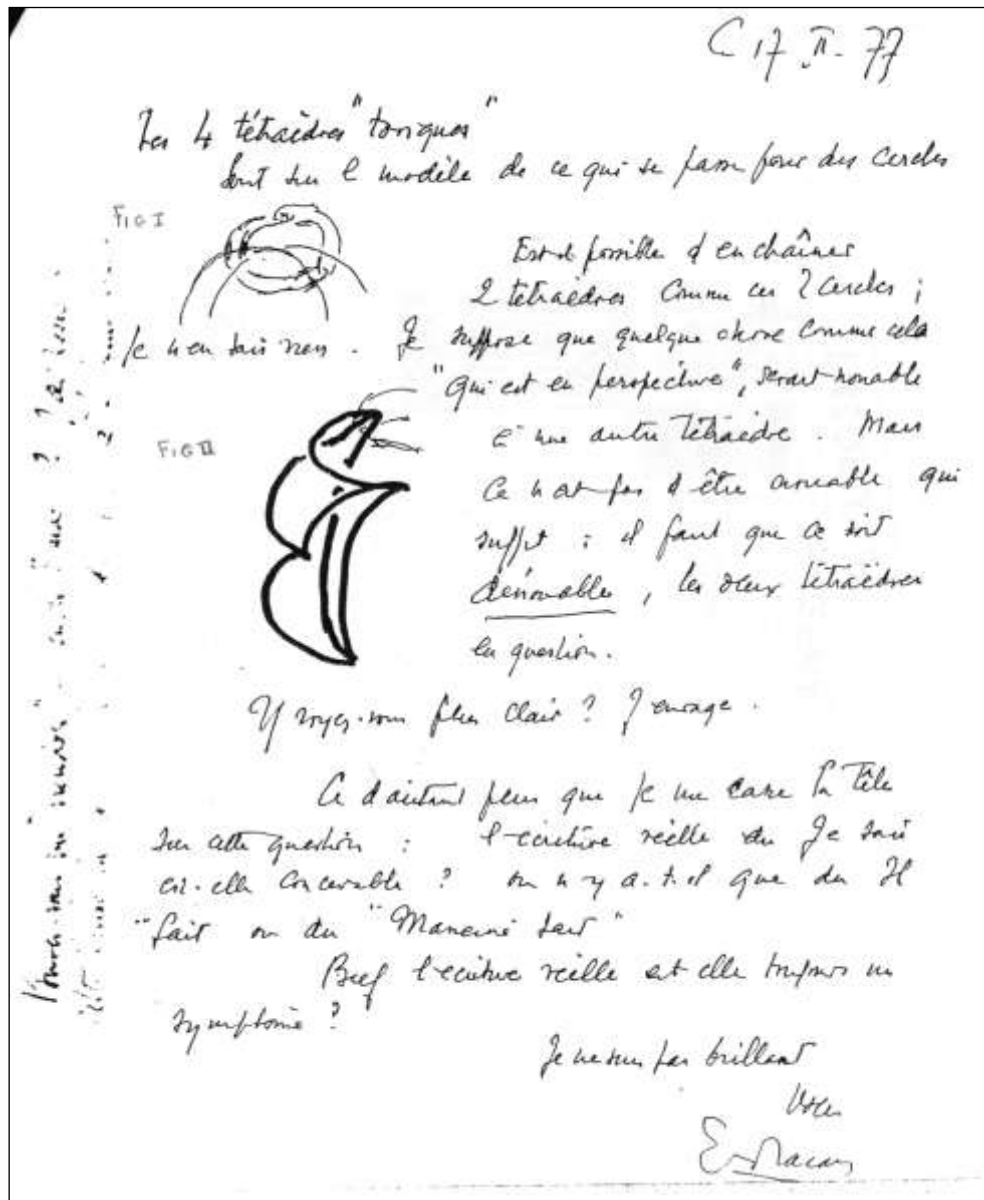 C 17 II. 77
Les 4 tétraèdres "toriques"
sont sur l modèle de ce qui se passe pour des cercles
FIG I
Est-il possible d'enchaîner
2 tétraèdres comme ces 2 cercles ;
Je n'en sais rien. Je suppose que quelque chose comme cela
"qui est en perspective", serait nouable
à une autre tétraèdre. Mais
FIG II
ce n'est pas d'être nouable qui
suffit : il faut que ce soit
dénouable, les deux tétraèdres
en question.
Y voyez-vous plus clair ? J'enrage.
Ce d'autant plus que je me casse la tête
sur cette question : l'écriture réelle du Je sais
est-elle concevable ? ou n'y a-t-il que du Il
"sait ou du " sait"
Bref l'écriture réelle est elle toujours un
symptôme ?
Je ne suis pas brillant
Votre
Lacan